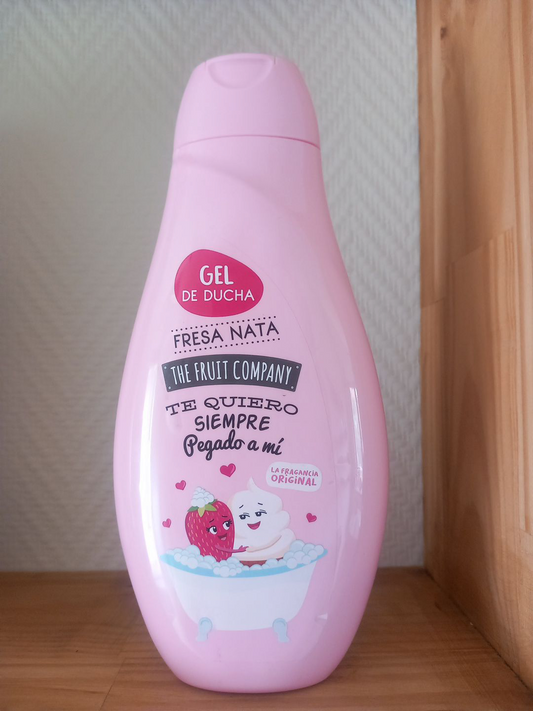 GEL
DE DUCHA
FRESA NATA
THE FRUIT COMPANY
TE QUIERO
SIEMPRE
Pegado a mí
LA FRAGANCIA
ORIGINAL